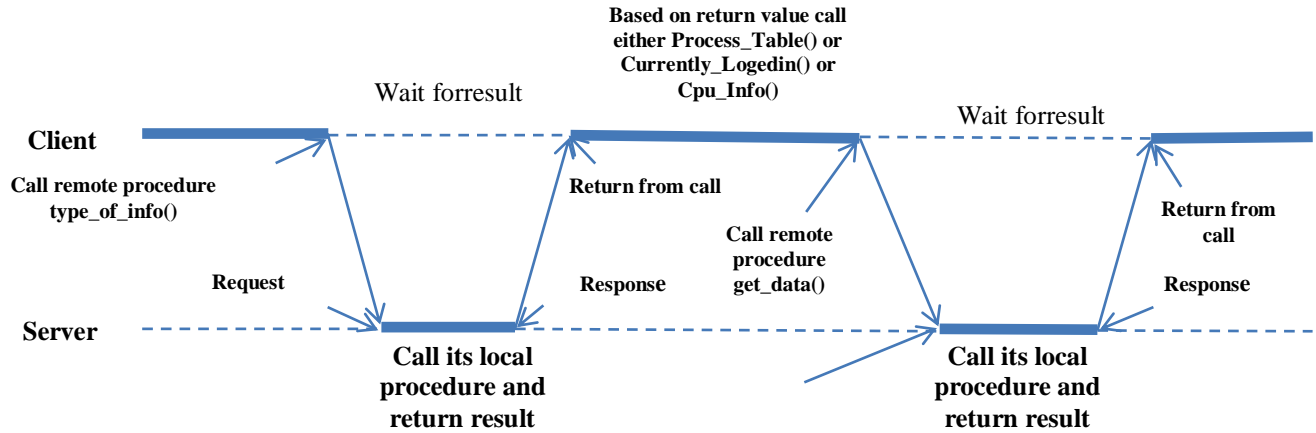 Based on return value call
either Process_Table() or
Currently_Logedin() or
Cpu_Info()
Wait forresult
Wait forresult
Client
Call remote procedure
type_of_info()
Return from call
Call remote
procedure
get_data()
Return from
call
Request
Response
Response
Server
Call its local
procedure and
return result
Call its local
procedure and
return result